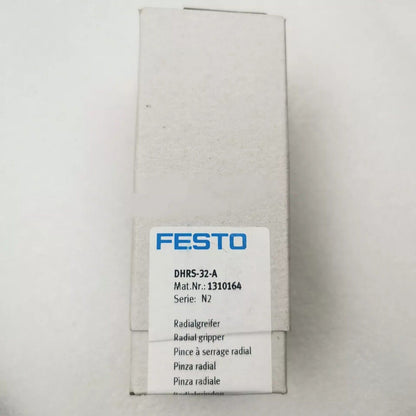 FESTO
DHRS-32-A
Mat.Nr.: 1310164
Serie: N2
Radialgreifer
Radial gripper
Pince à serrage radial
Pinza radial
Pinza radiale